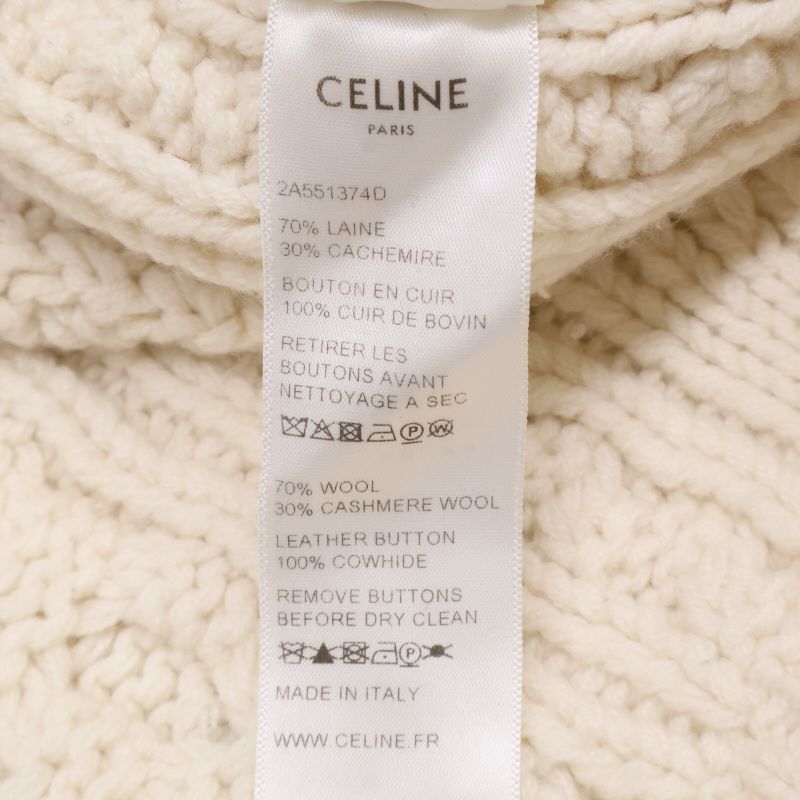 CELINE
PARIS
2A551374D
70% LAINE
30% CACHEMIRE
BOUTON EN CUIR
100% CUIR DE BOVIN
RETIRER LES
BOUTONS AVANT
NETTOYAGE A SEC
P W
70% WOOL
30% CASHMERE WOOL
LEATHER BUTTON
100% COWHIDE
REMOVE BUTTONS
BEFORE DRY CLEAN
P
MADE IN ITALY
WWW.CELINE.FR